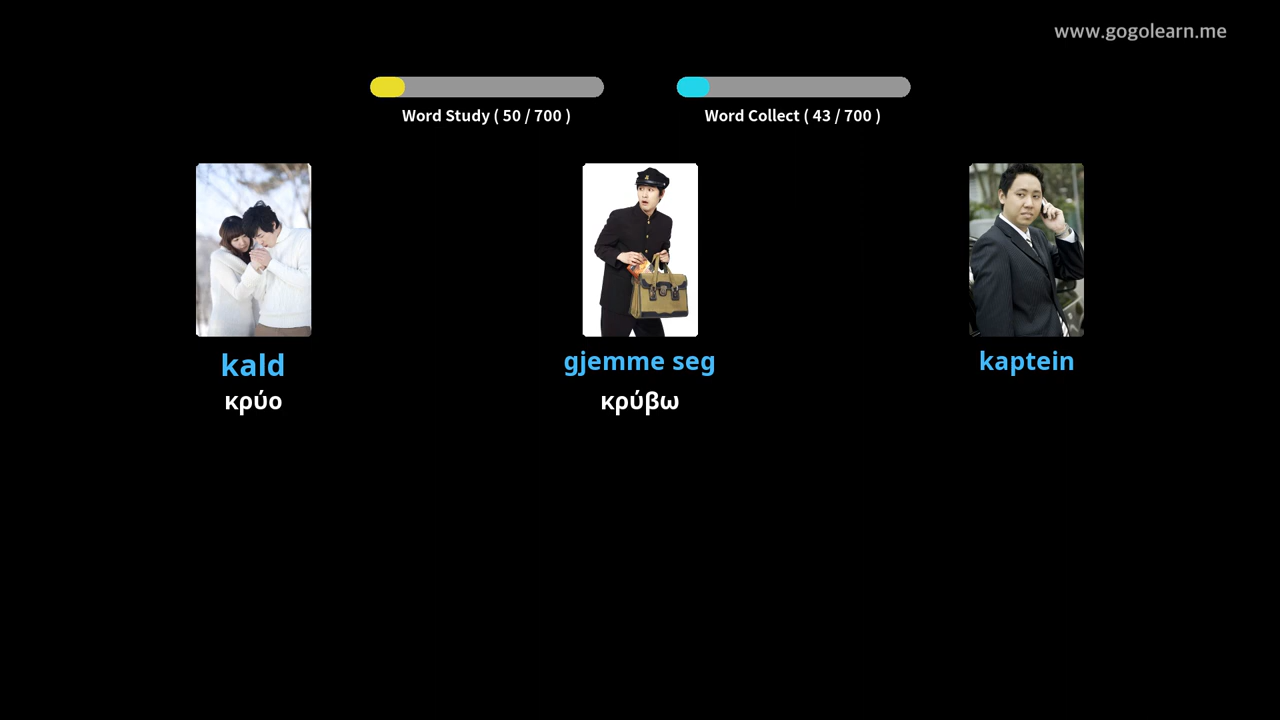 www.gogolearn.me
Word Study ( 50 / 700 )
Word Collect ( 43 / 700 )
kald
gjemme seg
kaptein
κρύο
κρύβω